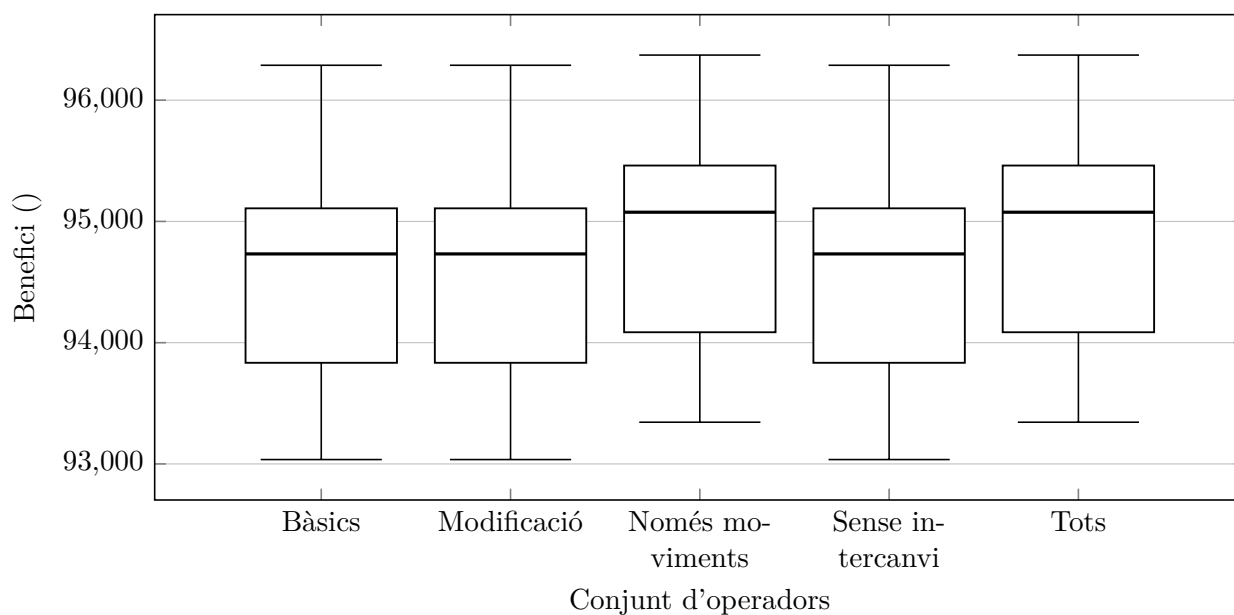 96,000
95,000
94,000
93,000
Benefici ()
Bàsics
Modificació
Només mo-
viments
Sense in-
tercanvi
Tots
Conjunt d'operadors